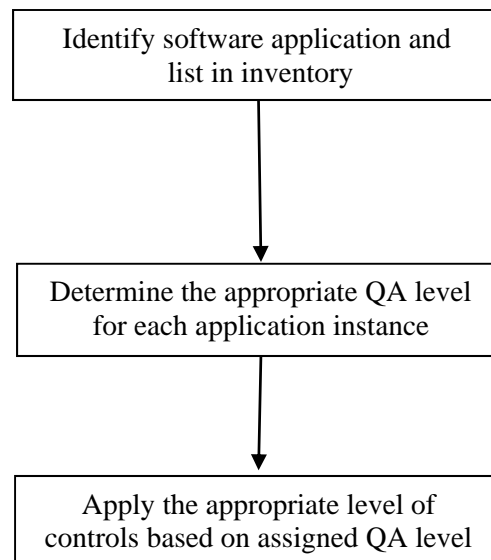 Identify software application and
list in inventory
Determine the appropriate QA level
for each application instance
Apply the appropriate level of
controls based on assigned QA level